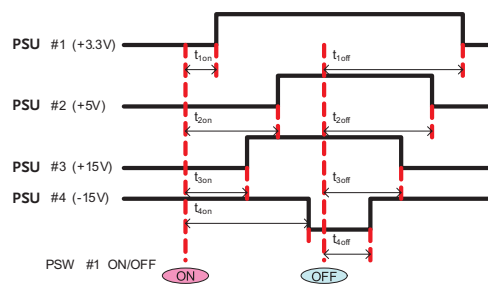 PSU #1 (+3.3V)
t1on
t1off
PSU #2 (+5V)
t2on
t2off
PSU #3 (+15V)
t3on
t3off
PSU #4 (-15V)
t4on
t4off
PSW #1 ON/OFF
ON
OFF